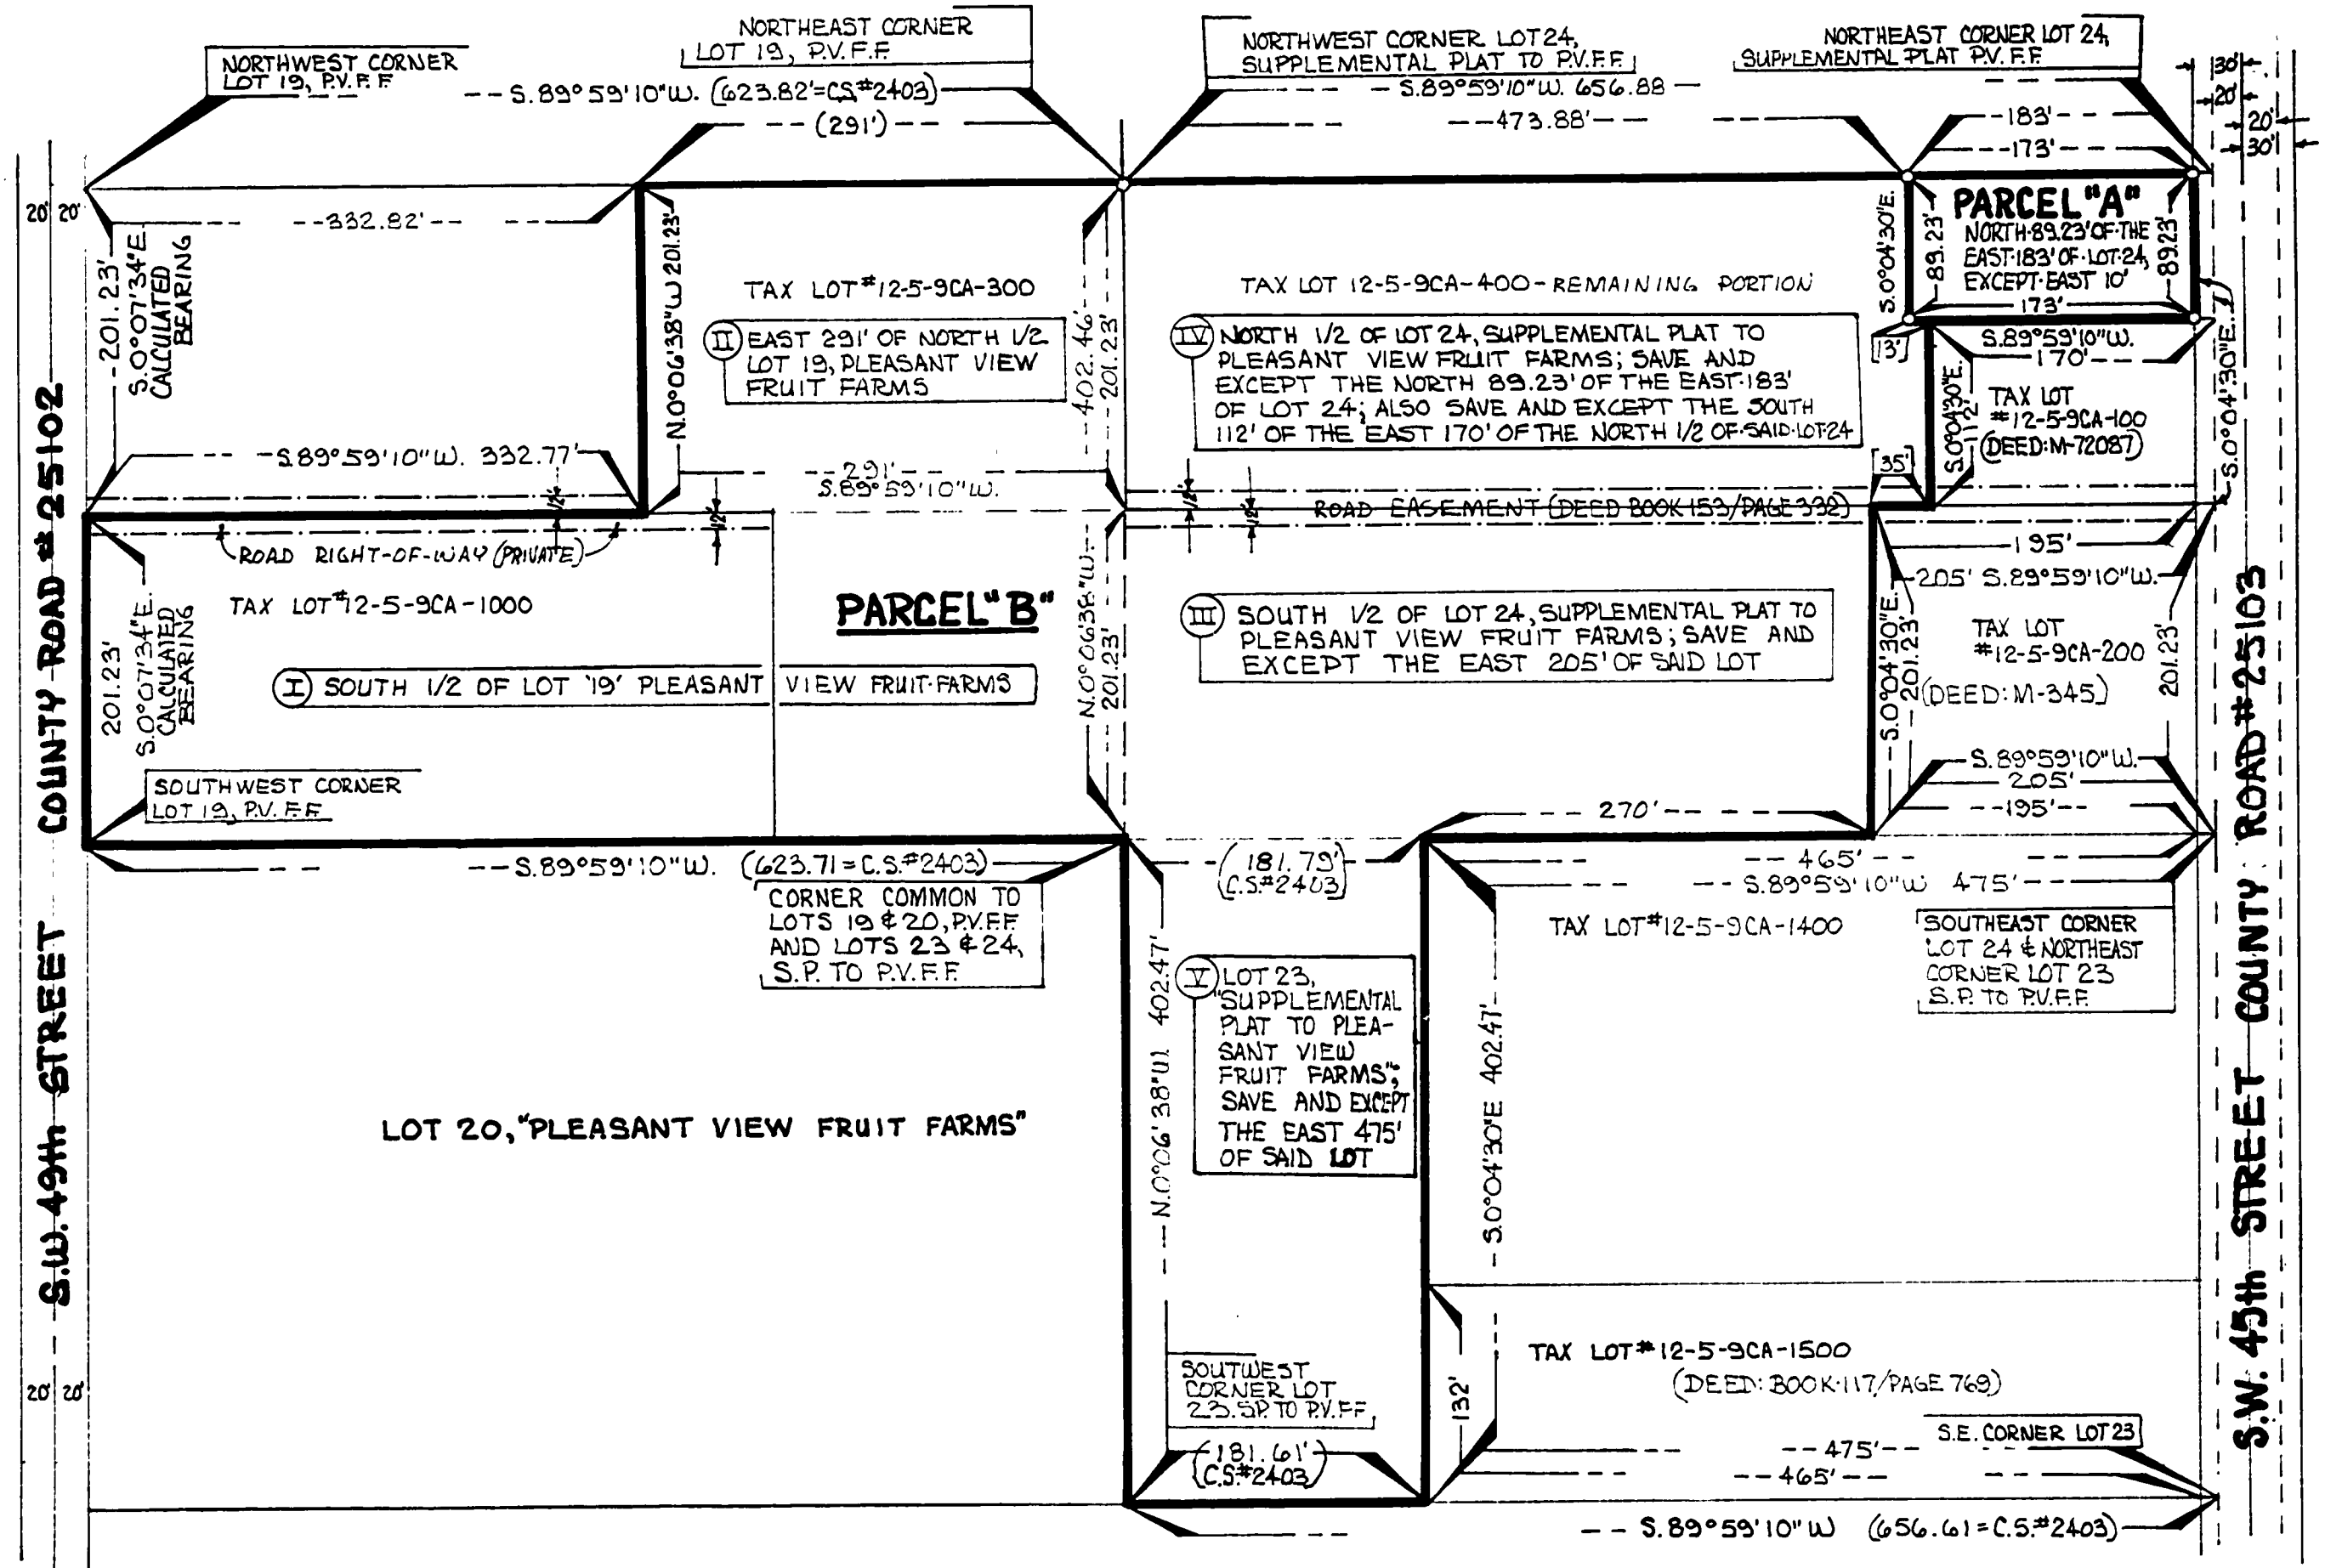 NORTHWEST CORNER
LOT 19, P.V.F.F.
NORTHEAST CORNER
LOT 19, P.V.F.F.
NORTHWEST CORNER LOT 24,
SUPPLEMENTAL PLAT TO P.V.F.F.
NORTHEAST CORNER LOT 24,
SUPPLEMENTAL PLAT P.V.F.F.
S.89°59'10"W. (623.82'=C.S.#2403)
(291')
S.89°59'10"W. 656.88
473.88'
183'
173'
30'
20'
20'
30'
20' 20'
332.82'
201.23'
S.0°07'34"E.
CALCULATED
BEARING
N.0°06'38"W 201.23'
TAX LOT #12-5-9CA-300
II EAST 291' OF NORTH 1/2
LOT 19, PLEASANT VIEW
FRUIT FARMS
402.46'
201.23'
TAX LOT 12-5-9CA-400-REMAINING PORTION
IV NORTH 1/2 OF LOT 24, SUPPLEMENTAL PLAT TO
PLEASANT VIEW FRUIT FARMS; SAVE AND
EXCEPT THE NORTH 89.23' OF THE EAST·183'
OF LOT 24; ALSO SAVE AND EXCEPT THE SOUTH
112' OF THE EAST 170' OF THE NORTH 1/2 OF·SAID·LOT·24
S.0°04'30"E.
89.23'
PARCEL "A"
NORTH·89.23'OF·THE
EAST·183' OF·LOT·24,
EXCEPT·EAST 10'
89.23'
173'
S.89°59'10"W.
170'
13'
S.0°04'30"E.
112'
TAX LOT
#12-5-9CA-100
(DEED:M-72087)
S.0°04'30"E.
S89°59'10"W. 332.77'
291'
S.89°59'10"W.
12'
12'
12'
12'
35'
ROAD EASEMENT (DEED BOOK 153/PAGE 332)
ROAD RIGHT-OF-WAY (PRIVATE)
TAX LOT #12-5-9CA-1000
PARCEL "B"
201.23'
S.0°07'34"E.
CALCULATED
BEARING
I SOUTH 1/2 OF LOT '19' PLEASANT VIEW FRUIT·FARMS
N.0°06'38"W.
201.23'
III SOUTH 1/2 OF LOT 24, SUPPLEMENTAL PLAT TO
PLEASANT VIEW FRUIT FARMS; SAVE AND
EXCEPT THE EAST 205' OF SAID LOT
195'
205' S.89°59'10"W.
S.0°04'30"E.
201.23'
TAX LOT
#12-5-9CA-200
(DEED:M-345)
201.23'
S.89°59'10"W.
205'
195'
SOUTHWEST CORNER
LOT 19, P.V.F.F.
270'
S.89°59'10"W. (623.71=C.S.#2403)
CORNER COMMON TO
LOTS 19 & 20, P.V.F.F.
AND LOTS 23 & 24,
S.P. TO P.V.F.F.
(181.79'
C.S.#2403)
465'
S.89°59'10"W 475'
TAX LOT #12-5-9CA-1400
SOUTHEAST CORNER
LOT 24 & NORTHEAST
CORNER LOT 23
S.P. TO P.V.F.F.
N.0°06'38"W 402.47'
V LOT 23,
"SUPPLEMENTAL
PLAT TO PLEA-
SANT VIEW
FRUIT FARMS";
SAVE AND EXCEPT
THE EAST 475'
OF SAID LOT
S.0°04'30"E 402.47'
LOT 20, "PLEASANT VIEW FRUIT FARMS"
SOUTWEST
CORNER LOT
23. S.P. TO P.V.FF.
(181.61'
C.S.#2403)
132'
TAX LOT #12-5-9CA-1500
(DEED: BOOK·117/PAGE 769)
S.E. CORNER LOT 23
475'
465'
S.89°59'10"W (656.61=C.S.#2403)
20' 20'
S.W. 49th STREET COUNTY ROAD # 25102
S.W. 45th STREET COUNTY ROAD #25103